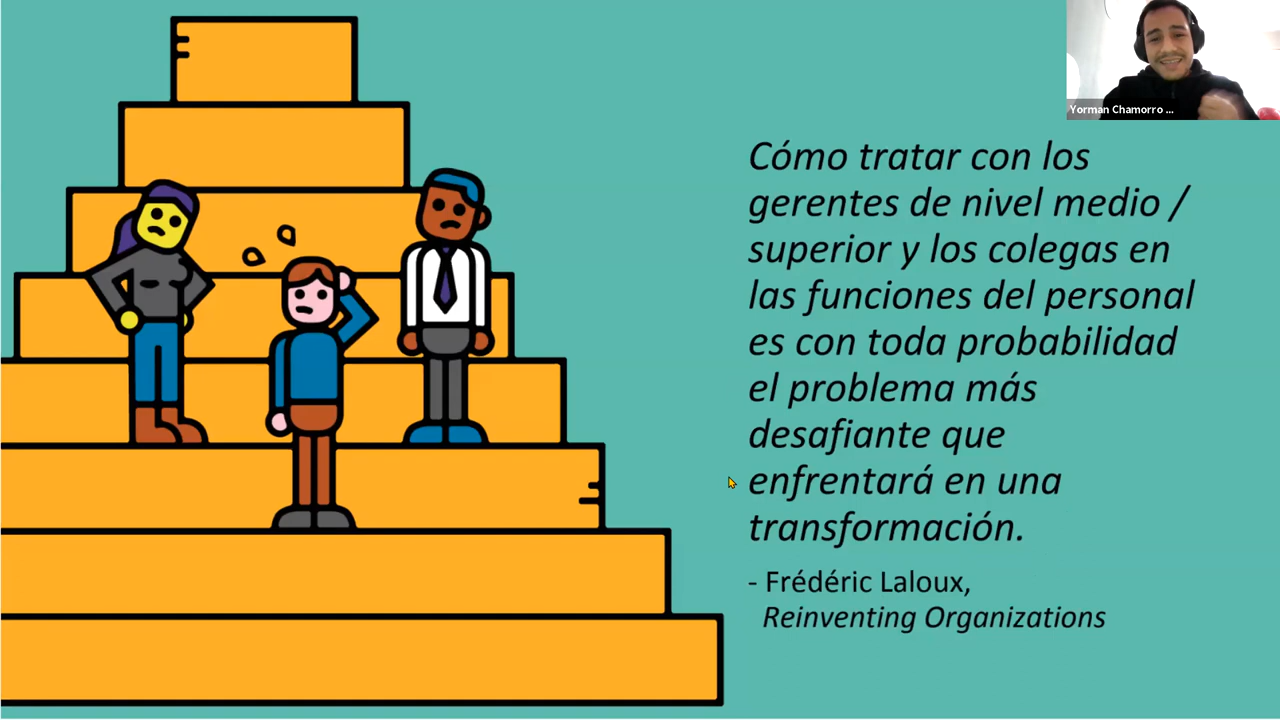 Yorman Chamorro ...
Cómo tratar con los
gerentes de nivel medio /
superior y los colegas en
las funciones del personal
es con toda probabilidad
el problema más
desafiante que
enfrentará en una
transformación.
- Frédéric Laloux,
Reinventing Organizations